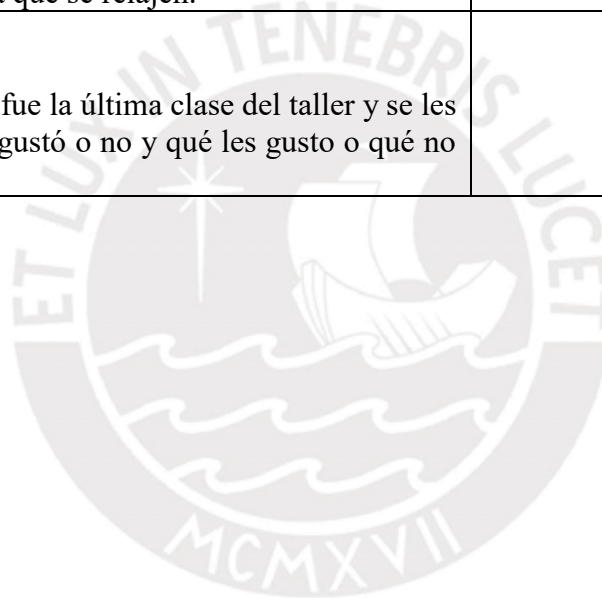 que se relajen.
fue la última clase del taller y se les
gustó o no y qué les gusto o qué no
ET LUX IN TENEBRIS LUCET
MCMXVII